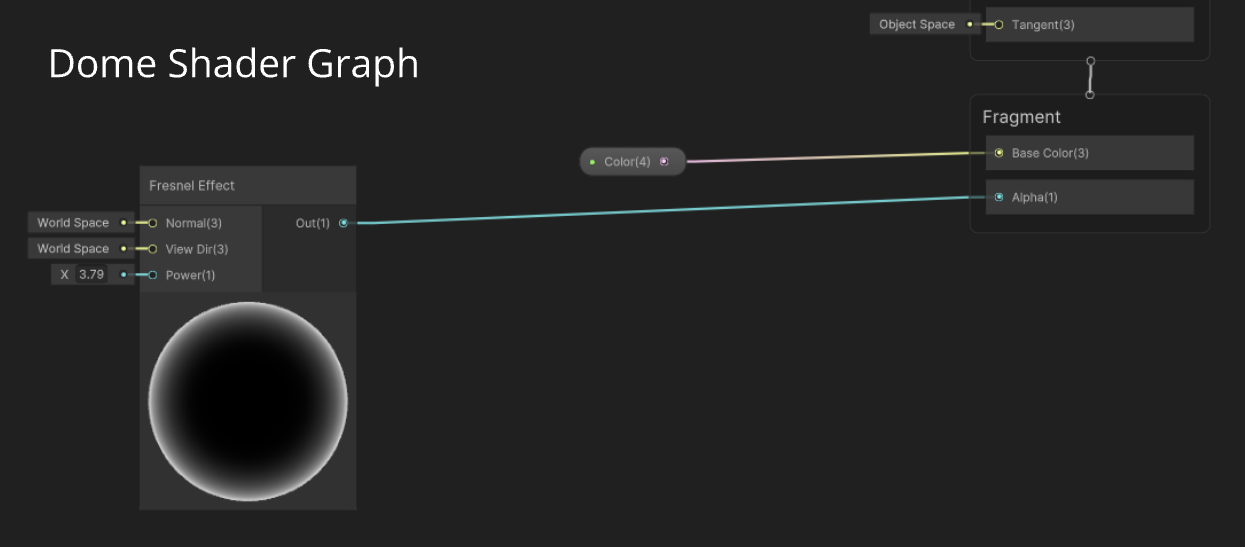 Object Space
Tangent(3)
Dome Shader Graph
Fragment
Color(4)
Base Color(3)
Alpha(1)
Fresnel Effect
World Space
Normal(3)
Out(1)
World Space
View Dir(3)
X 3.79
Power(1)